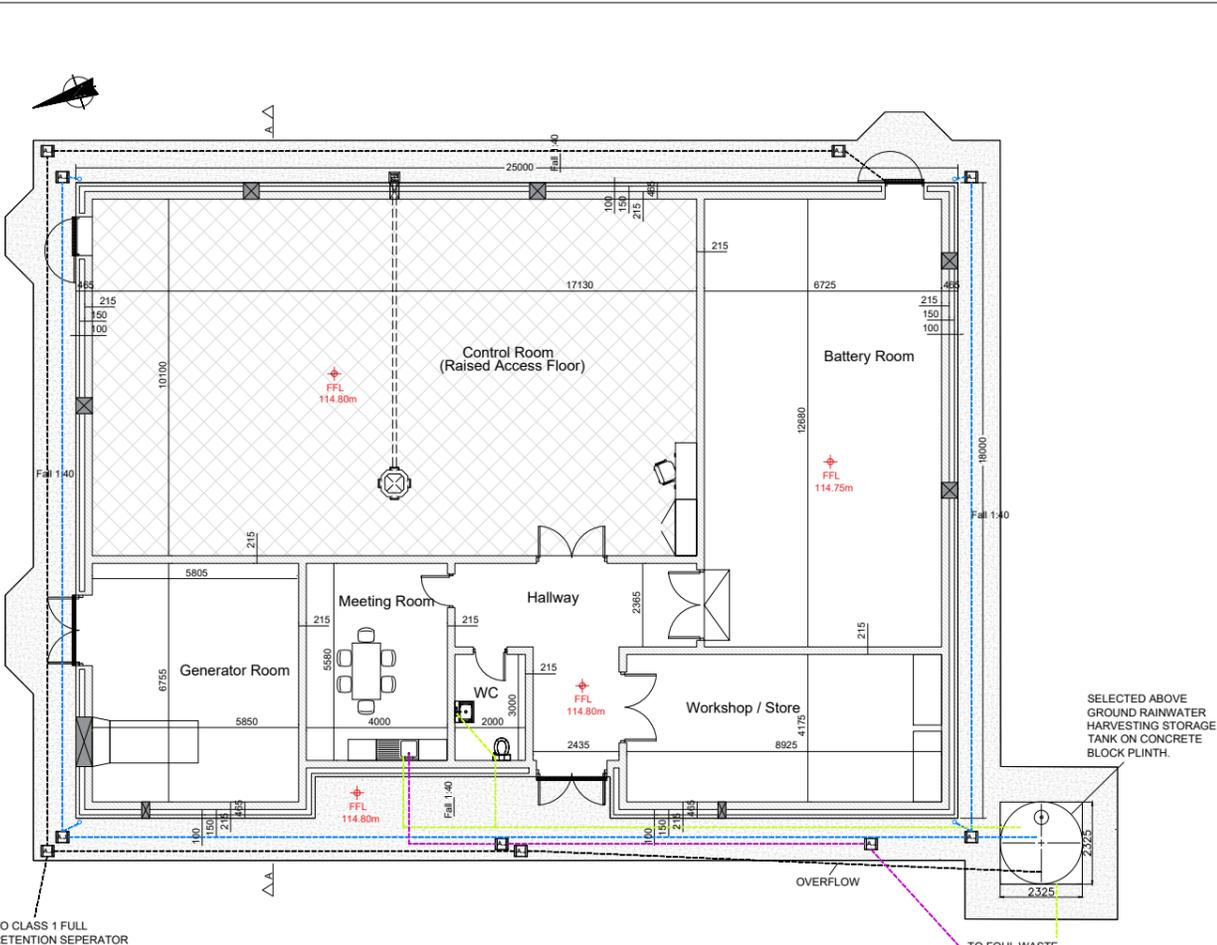 A
Fall 1:40
25000
465
100
150
215
215
465
17130
6725
465
215
150
100
215
150
100
Control Room
(Raised Access Floor)
Battery Room
10100
FFL
114.80m
12680
18000
FFL
114.75m
Fall 1:40
Fall 1:40
215
5805
Meeting Room
Hallway
2365
215
215
215
5580
Generator Room
6755
215
WC
3000
FFL
114.80m
Workshop / Store
4175
5850
4000
2000
2435
8925
SELECTED ABOVE
GROUND RAINWATER
HARVESTING STORAGE
TANK ON CONCRETE
BLOCK PLINTH.
FFL
114.80m
Fall 1:40
465
215
150
100
465
215
150
100
2325
2325
OVERFLOW
A
O CLASS 1 FULL
ETENTION SEPERATOR
TO FOUL WASTE